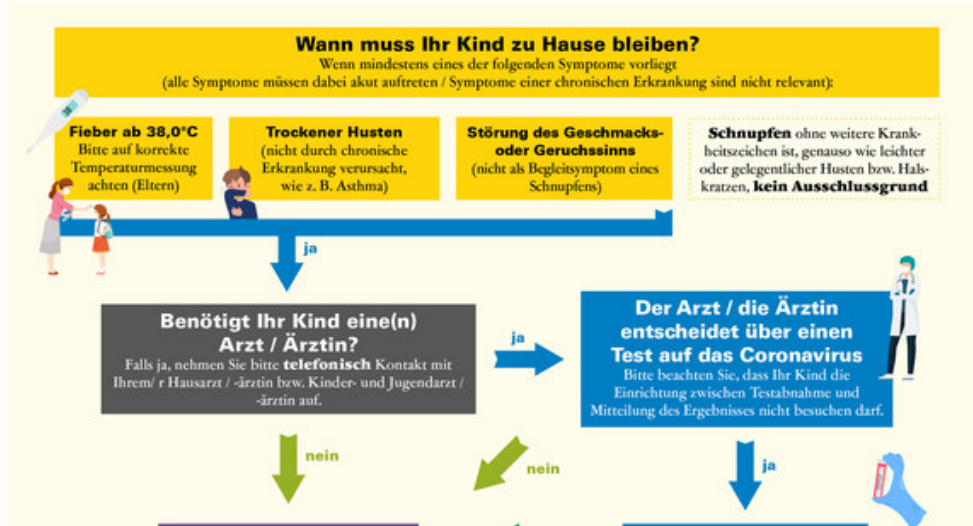 Wann muss Ihr Kind zu Hause bleiben?
Wenn mindestens eines der folgenden Symptome vorliegt
(alle Symptome müssen dabei akut auftreten / Symptome einer chronischen Erkrankung sind nicht relevant):
Fieber ab 38,0°C
Bitte auf korrekte
Temperaturmessung
achten (Eltern)
Trockener Husten
(nicht durch chronische
Erkrankung verursacht,
wie z. B. Asthma)
Störung des Geschmacks-
oder Geruchssinns
(nicht als Begleitsymptom eines
Schnupfens)
Schnupfen ohne weitere Krank-
heitszeichen ist, genauso wie leichter
oder gelegentlicher Husten bzw. Hals-
kratzen, kein Ausschlussgrund
ja
Benötigt Ihr Kind eine(n)
Arzt / Ärztin?
Falls ja, nehmen Sie bitte telefonisch Kontakt mit
Ihrem/ r Hausarzt / -ärztin bzw. Kinder- und Jugendarzt /
-ärztin auf.
ja
Der Arzt / die Ärztin
entscheidet über einen
Test auf das Coronavirus
Bitte beachten Sie, dass Ihr Kind die
Einrichtung zwischen Testabnahme und
Mitteilung des Ergebnisses nicht besuchen darf.
nein
nein
ja